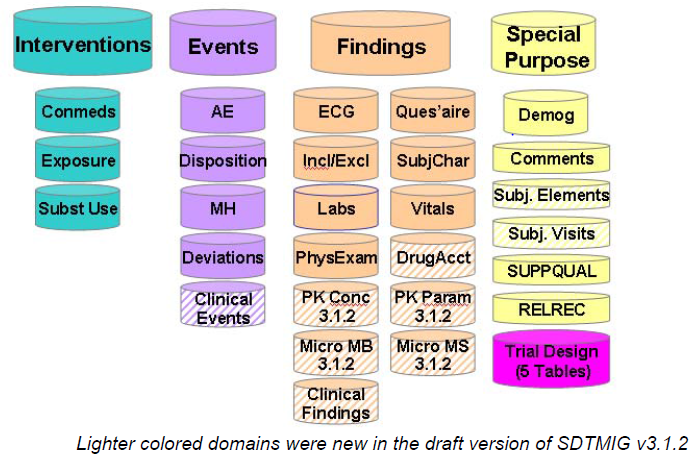 Interventions
Conmeds
Exposure
Subst Use
Events
AE
Disposition
MH
Deviations
Clinical
Events
Findings
ECG
Ques'aire
Incl/Excl
SubjChar
Labs
Vitals
PhysExam
DrugAcct
PK Conc
3.1.2
PK Param
3.1.2
Micro MB
3.1.2
Micro MS
3.1.2
Clinical
Findings
Special
Purpose
Demog
Comments
Subj. Elements
Subj. Visits
SUPPQUAL
RELREC
Trial Design
(5 Tables)
Lighter colored domains were new in the draft version of SDTMIG v3.1.2